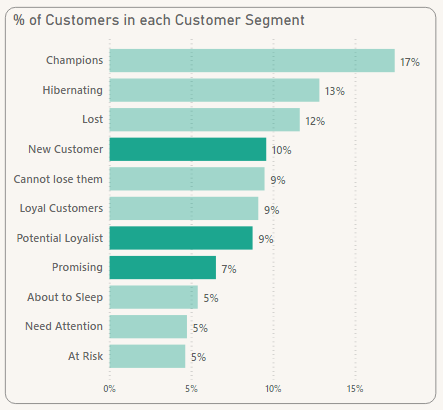 % of Customers in each Customer Segment
Champions 17%
Hibernating 13%
Lost 12%
New Customer 10%
Cannot lose them 9%
Loyal Customers 9%
Potential Loyalist 9%
Promising 7%
About to Sleep 5%
Need Attention 5%
At Risk 5%
0% 5% 10% 15%